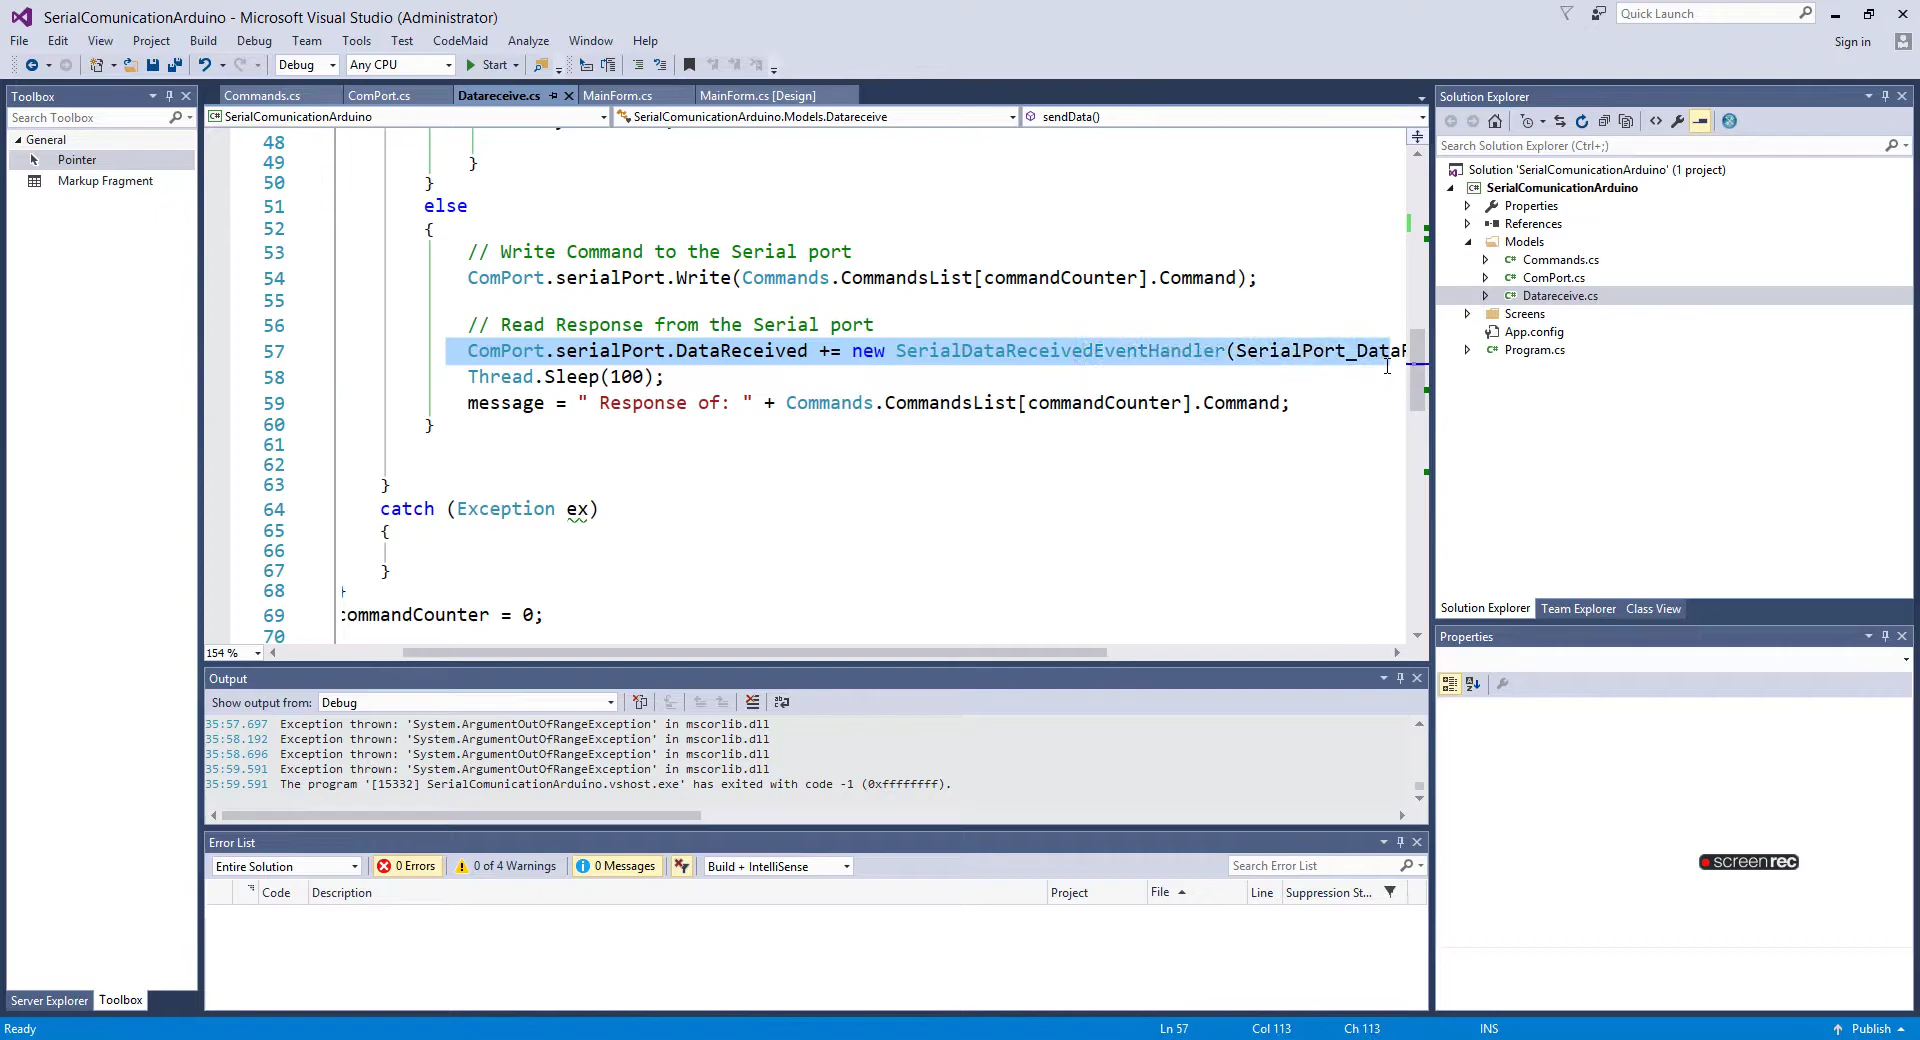 SerialComunicationArduino - Microsoft Visual Studio (Administrator)
Quick Launch
File Edit View Project Build Debug Team Tools Test CodeMaid Analyze Window Help
Sign in
Debug Any CPU Start
Toolbox
Search Toolbox
General
Pointer
Markup Fragment
Server Explorer Toolbox
Commands.cs ComPort.cs Datareceive.cs MainForm.cs MainForm.cs [Design]
SerialComunicationArduino SerialComunicationArduino.Models.Datareceive sendData()
48
49 }
50 }
51 else
52 {
53 // Write Command to the Serial port
54 ComPort.serialPort.Write(Commands.CommandsList[commandCounter].Command);
55
56 // Read Response from the Serial port
57 ComPort.serialPort.DataReceived += new SerialDataReceivedEventHandler(SerialPort_DataR
58 Thread.Sleep(100);
59 message = " Response of: " + Commands.CommandsList[commandCounter].Command;
60 }
61
62
63 }
64 catch (Exception ex)
65 {
66
67 }
68 }
69 commandCounter = 0;
70
154 %
Output
Show output from: Debug
35:57.697 Exception thrown: 'System.ArgumentOutOfRangeException' in mscorlib.dll
35:58.192 Exception thrown: 'System.ArgumentOutOfRangeException' in mscorlib.dll
35:58.696 Exception thrown: 'System.ArgumentOutOfRangeException' in mscorlib.dll
35:59.591 Exception thrown: 'System.ArgumentOutOfRangeException' in mscorlib.dll
35:59.591 The program '[15332] SerialComunicationArduino.vshost.exe' has exited with code -1 (0xffffffff).
Error List
Entire Solution 0 Errors 0 of 4 Warnings 0 Messages Build + IntelliSense Search Error List
Code Description Project File Line Suppression St...
Solution Explorer
Search Solution Explorer (Ctrl+;)
Solution 'SerialComunicationArduino' (1 project)
SerialComunicationArduino
Properties
References
Models
Commands.cs
ComPort.cs
Datareceive.cs
Screens
App.config
Program.cs
Solution Explorer Team Explorer Class View
Properties
screenrec
Ready Ln 57 Col 113 Ch 113 INS Publish